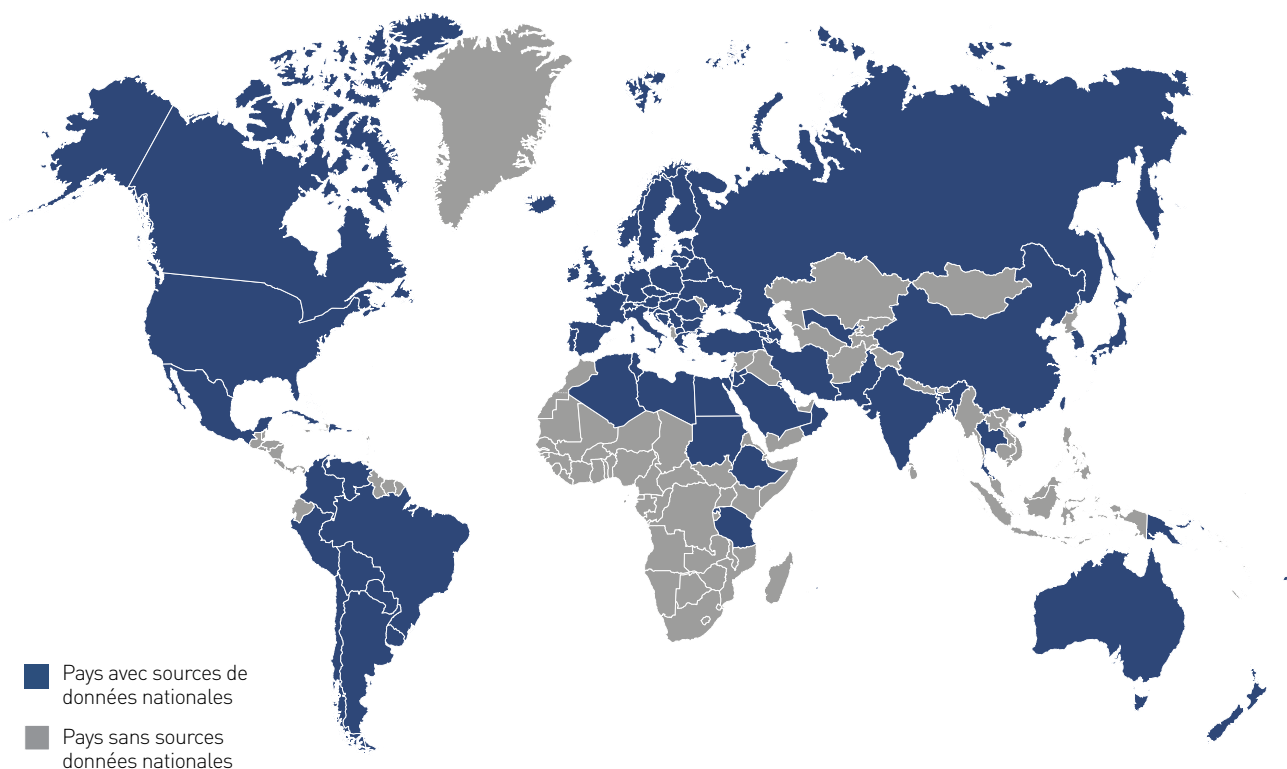 Pays avec sources de
données nationales
Pays sans sources
données nationales